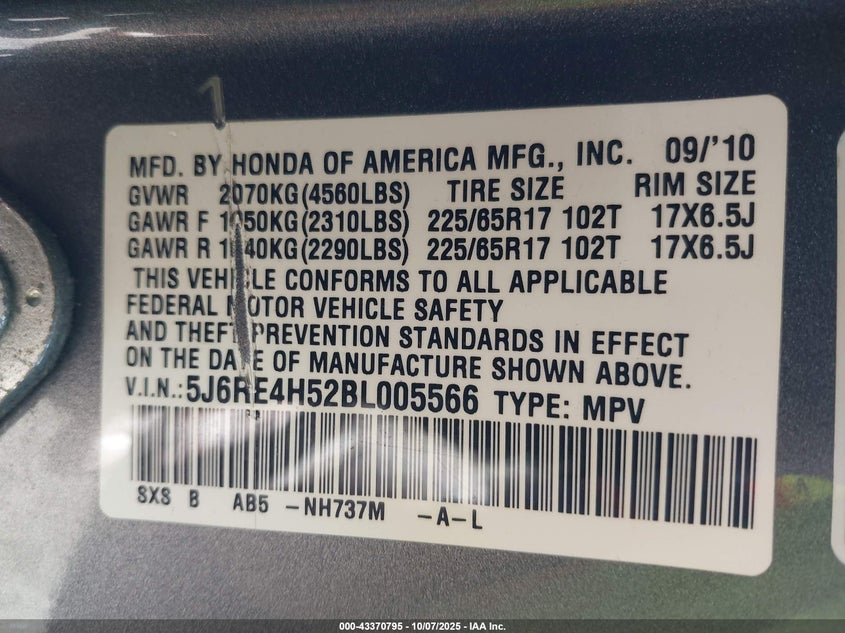 1
MFD. BY HONDA OF AMERICA MFG., INC. 09/'10
GVWR 2070KG(4560LBS) TIRE SIZE RIM SIZE
GAWR F 1050KG(2310LBS) 225/65R17 102T 17X6.5J
GAWR R 1040KG(2290LBS) 225/65R17 102T 17X6.5J
THIS VEHICLE CONFORMS TO ALL APPLICABLE
FEDERAL MOTOR VEHICLE SAFETY
AND THEFT PREVENTION STANDARDS IN EFFECT
ON THE DATE OF MANUFACTURE SHOWN ABOVE.
V.I.N.:5J6RE4H52BL005566 TYPE: MPV
SXS B AB5 -NH737M -A-L
000-43370795 - 10/07/2025 - IAA Inc.